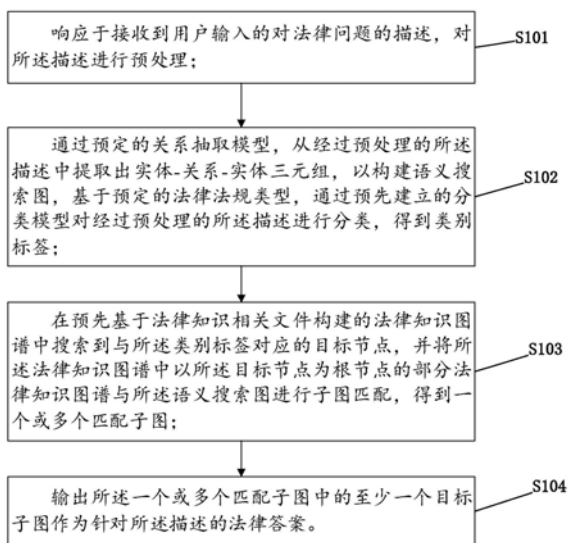 响应于接收到用户输入的对法律问题的描述，对
所述描述进行预处理；
S101
通过预定的关系抽取模型，从经过预处理的所述
描述中提取出实体-关系-实体三元组，以构建语义搜
索图，基于预定的法律法规类型，通过预先建立的分
类模型对经过预处理的所述描述进行分类，得到类别
标签；
S102
在预先基于法律知识相关文件构建的法律知识图
谱中搜索到与所述类别标签对应的目标节点，并将所
述法律知识图谱中以所述目标节点为根节点的部分法
律知识图谱与所述语义搜索图进行子图匹配，得到一
个或多个匹配子图；
S103
输出所述一个或多个匹配子图中的至少一个目标
子图作为针对所述描述的法律答案。
S104